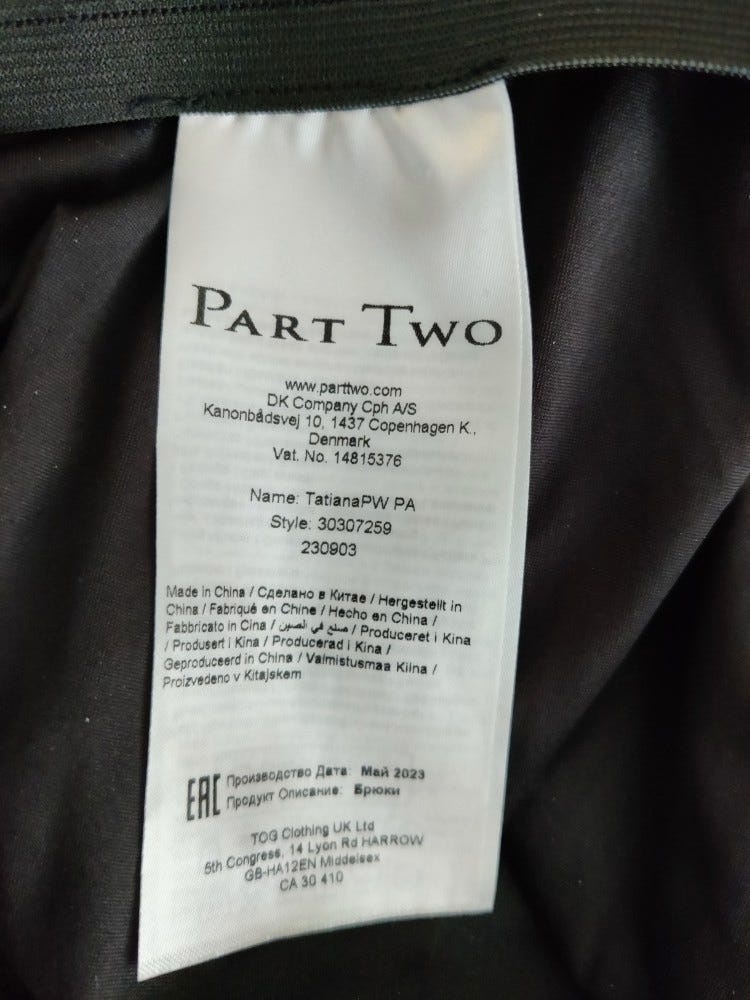 PART TWO
www.parttwo.com
DK Company Cph A/S
Kanonbådsvej 10, 1437 Copenhagen K.,
Denmark
Vat. No. 14815376
Name: TatianaPW PA
Style: 30307259
230903
Made in China / Сделано в Китае / Hergestellt in
China / Fabriqué en Chine / Hecho en China /
Fabbricato in Cina / صنع في الصين / Produceret i Kina
/ Produsert i Kina / Producerad i Kina /
Geproduceerd in China / Valmistusmaa Kiina /
Proizvedeno v Kitajskem
EAC Производство Дата: Май 2023
Продукт Описание: Брюки
TOG Clothing UK Ltd
5th Congress, 14 Lyon Rd HARROW
GB-HA12EN Middelsex
CA 30 410